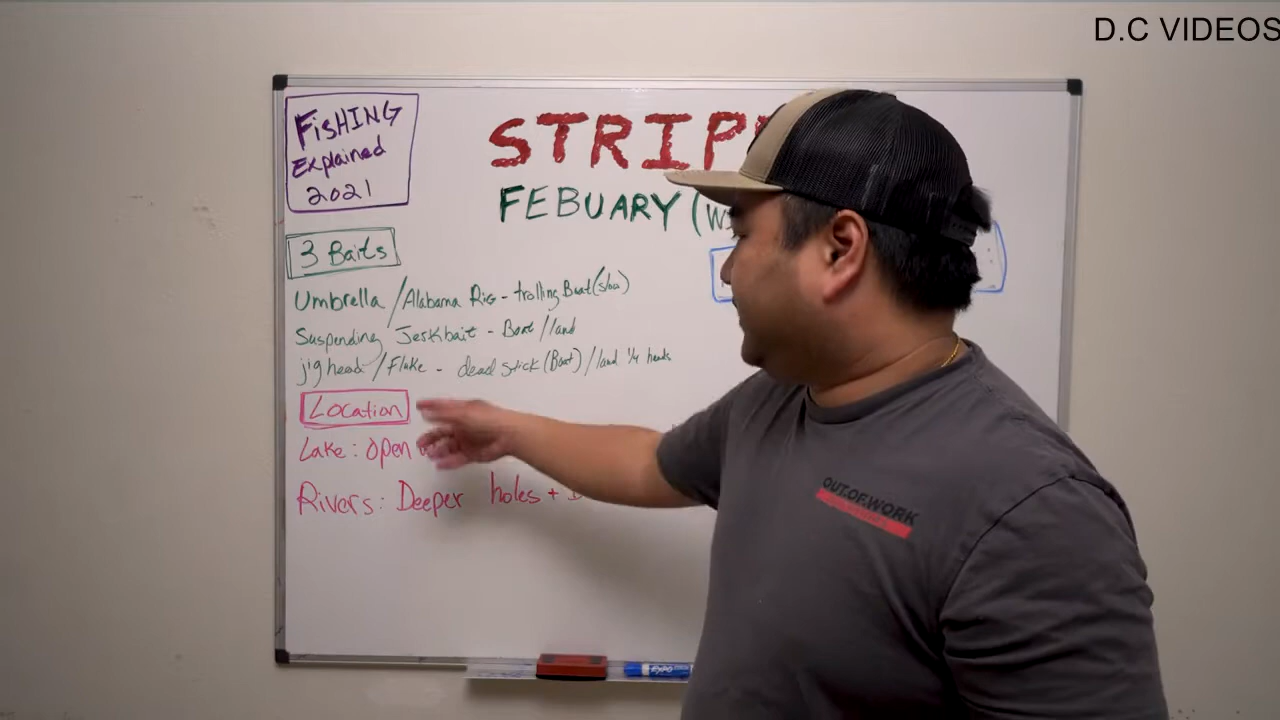 D.C VIDEOS
FisHING
Explained
2021
STRIP
FEBUARY (W
3 Baits
Umbrella / Alabama Rig - trolling Boat (slow)
Suspending Jerkbait - Boat / land
jig head / Fluke - dead stick (Boat) / land 1/4 heads
Location
Lake: Open
Rivers: Deeper holes +
OUT.OF.WORK
EXPO